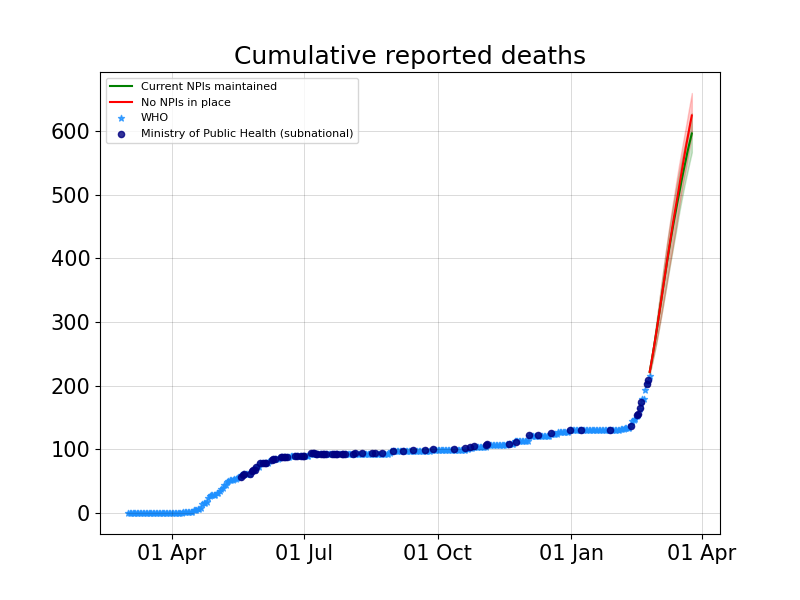 Cumulative reported deaths
Current NPIs maintained
No NPIs in place
WHO
Ministry of Public Health (subnational)
600
500
400
300
200
100
0
01 Apr
01 Jul
01 Oct
01 Jan
01 Apr